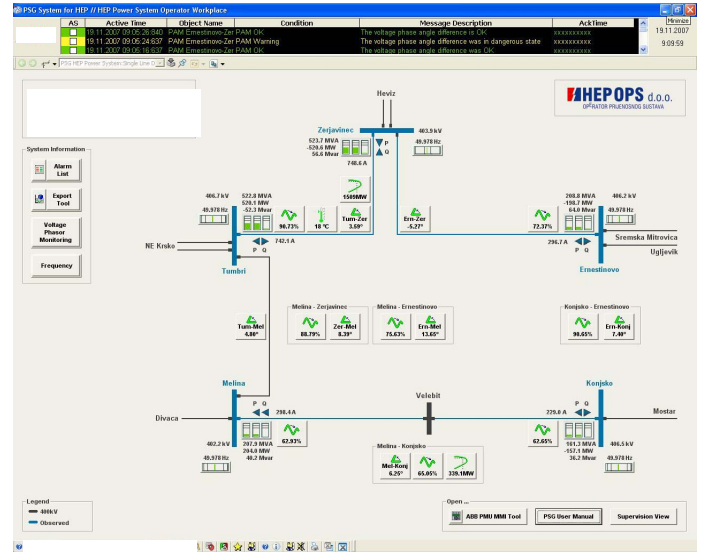 PSG System for HEP // HEP Power System Operator Workplace
Minimize
AS Active Time Object Name Condition Message Description AckTime
19.11.2007 09:05:26:840 PAM Ernestinovo-Zer PAM OK The voltage phase angle difference is OK xxxxxxxxxx
19.11.2007 09:05:24:637 PAM Ernestinovo-Zer PAM Warning The voltage phase angle difference was in dangerous state xxxxxxxxxx
19.11.2007 09:05:16:637 PAM Ernestinovo-Zer PAM OK The voltage phase angle difference was OK xxxxxxxxxx
19.11.2007
9:09:59
PSG HEP Power System Single Line D
HEP OPS d.o.o.
OPERATOR PRIJENOSNOG SUSTAVA
System Information
Alarm
List
Export
Tool
Voltage
Phasor
Monitoring
Frequency
Heviz
Zerjavinec
403.9 kV
523.7 MVA
-520.6 MW
56.6 Mvar
P
Q
49.978 Hz
748.6 A
406.7 kV
49.978 Hz
522.8 MVA
520.1 MW
-52.3 Mvar
90.73%
18 °C
1509MW
Tum-Zer
3.59°
Ern-Zer
-5.27°
72.37%
208.8 MVA
-198.7 MW
64.0 Mvar
406.2 kV
49.978 Hz
NE Krsko
742.1 A
P Q
Tumbri
296.7 A
P Q
Sremska Mitrovica
Ugljevik
Ernestinovo
Tum-Mel
4.80°
Melina - Zerjavinec
88.79%
Zer-Mel
8.39°
Melina - Ernestinovo
75.63%
Ern-Mel
13.65°
Konjsko - Ernestinovo
90.65%
Ern-Konj
7.40°
Melina
P Q
298.4 A
Divaca
402.2 kV
49.978 Hz
207.9 MVA
204.0 MW
40.2 Mvar
62.93%
Velebit
Melina - Konjsko
Mel-Konj
6.25°
65.05%
339.1MW
Konjsko
P Q
229.0 A
Mostar
62.65%
161.3 MVA
-157.1 MW
36.2 Mvar
406.5 kV
49.978 Hz
Legend
400kV
Observed
Open ...
ABB PMU MMI Tool
PSG User Manual
Supervision View